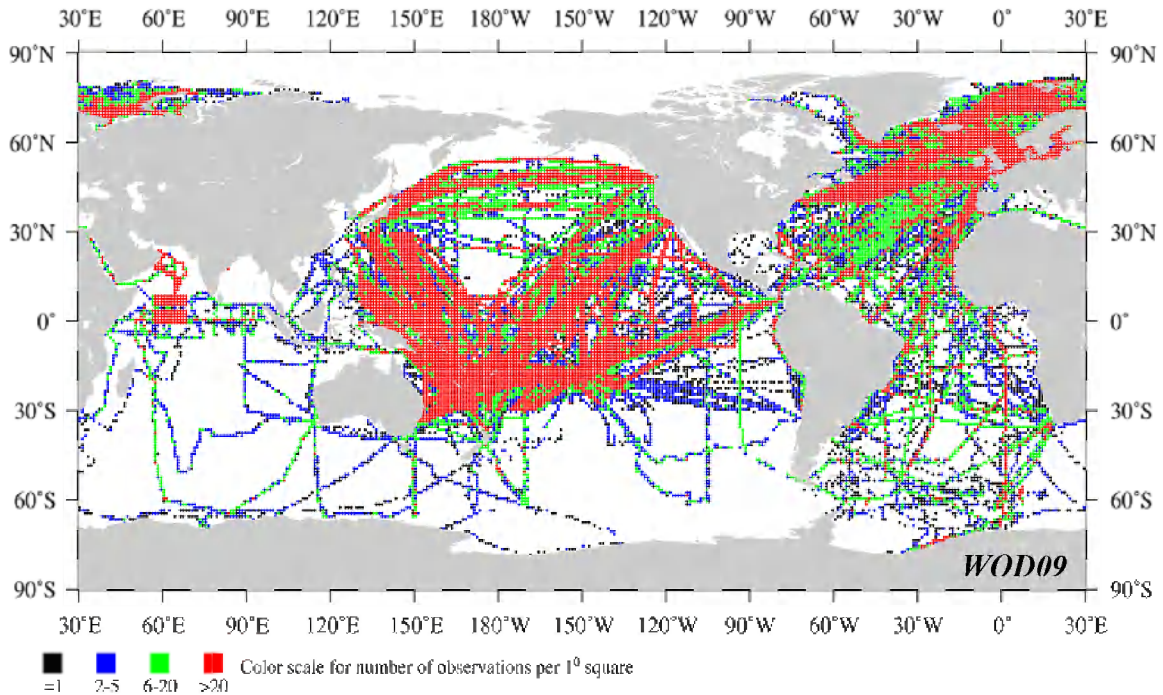 30°E 60°E 90°E 120°E 150°E 180°W 150°W 120°W 90°W 60°W 30°W 0° 30°E
90°N 90°N
60°N 60°N
30°N 30°N
0° 0°
30°S 30°S
60°S 60°S
WOD09
90°S 90°S
30°E 60°E 90°E 120°E 150°E 180°W 150°W 120°W 90°W 60°W 30°W 0° 30°E
Color scale for number of observations per 1⁰ square
=1 2-5 6-20 >20